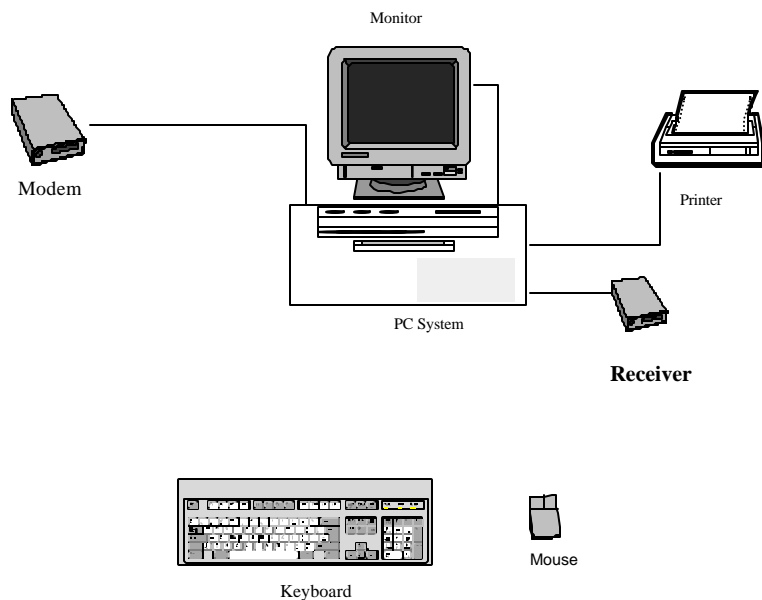 Monitor
Modem
Printer
PC System
Receiver
Mouse
Keyboard